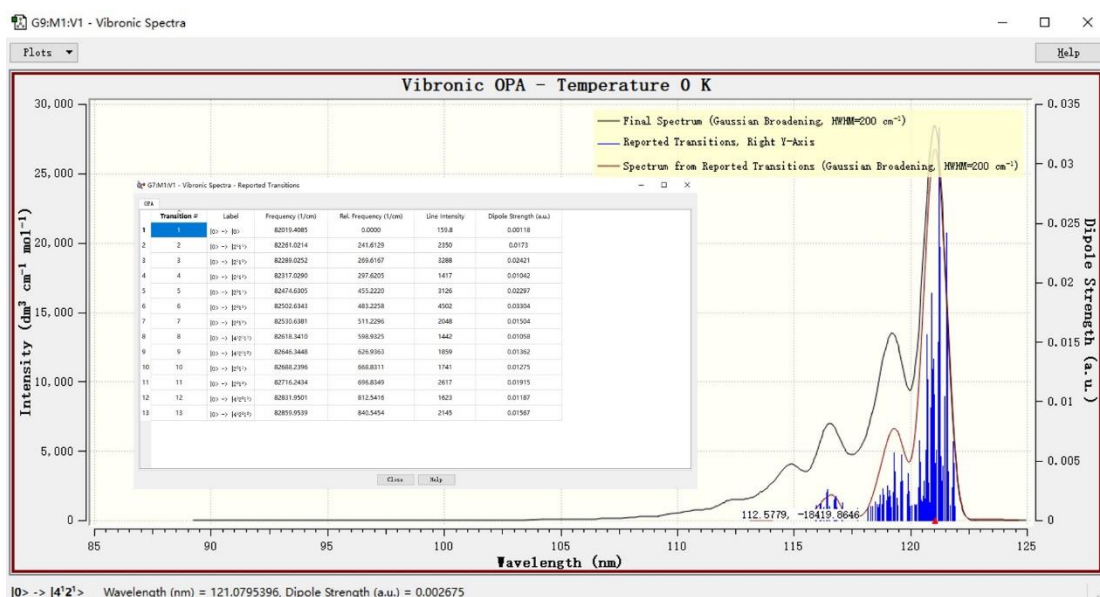 G9:M1:V1 - Vibronic Spectra
Plots
Help
Vibronic OPA - Temperature 0 K
Final Spectrum (Gaussian Broadening, HWHM=200 cm⁻¹)
Reported Transitions, Right Y-Axis
Spectrum from Reported Transitions (Gaussian Broadening, HWHM=200 cm⁻¹)
Intensity (dm³ cm⁻¹ mol⁻¹)
30,000
25,000
20,000
15,000
10,000
5,000
0
G7:M1:V1 - Vibronic Spectra - Reported Transitions
OPA
Transition # Label Frequency (1/cm) Rel. Frequency (1/cm) Line Intensity Dipole Strength (a.u.)
1 1 |0> -> |0> 82019.4085 0.0000 159.8 0.00118
2 2 |0> -> 82261.0214 241.6129 2350 0.0173
3 3 |0> -> 82289.0252 269.6167 3288 0.02421
4 4 |0> -> 82317.0290 297.6205 1417 0.01042
5 5 |0> -> 82474.6305 455.2220 3126 0.02297
6 6 |0> -> 82502.6343 483.2258 4502 0.03304
7 7 |0> -> 82530.6381 511.2296 2048 0.01504
8 8 |0> -> 82618.3410 598.9325 1442 0.01058
9 9 |0> -> 82646.3448 626.9363 1859 0.01362
10 10 |0> -> 82688.2396 668.8311 1741 0.01275
11 11 |0> -> 82716.2434 696.8349 2617 0.01915
12 12 |0> -> 82831.9501 812.5416 1623 0.01187
13 13 |0> -> 82859.9539 840.5454 2145 0.01567
Close Help
112.5779, -18419.8646
0.035
0.03
0.025
0.02
0.015
0.01
0.005
0
Dipole Strength (a.u.)
85 90 95 100 105 110 115 120 125
Wavelength (nm)
|0> -> |4¹2¹> Wavelength (nm) = 121.0795396, Dipole Strength (a.u.) = 0.002675